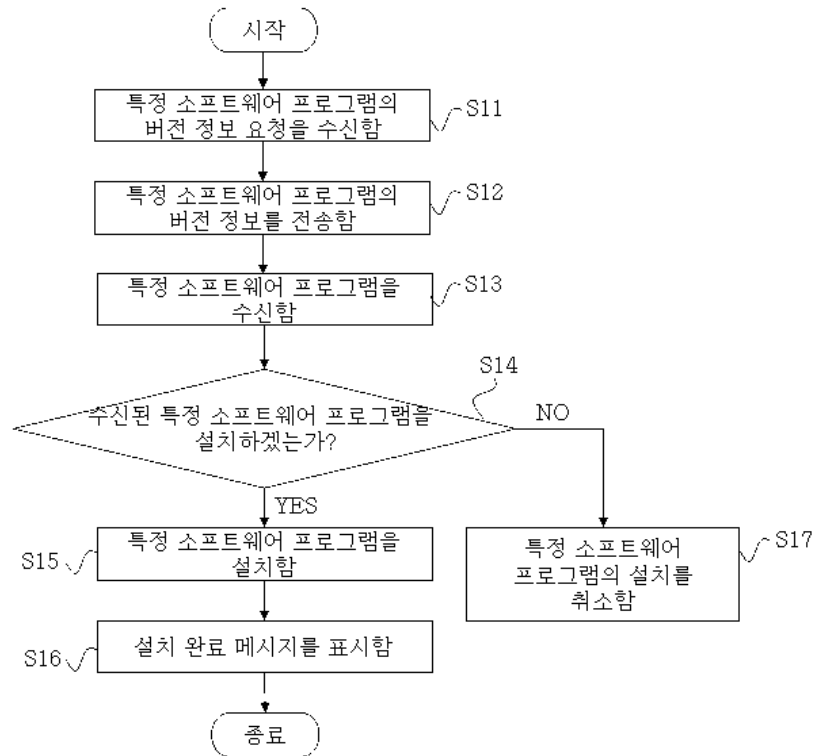 시작
특정 소프트웨어 프로그램의
버전 정보 요청을 수신함
S11
특정 소프트웨어 프로그램의
버전 정보를 전송함
S12
특정 소프트웨어 프로그램을
수신함
S13
S14
수신된 특정 소프트웨어 프로그램을
설치하겠는가?
NO
YES
특정 소프트웨어 프로그램을
설치함
S15
특정 소프트웨어
프로그램의 설치를
취소함
S17
설치 완료 메시지를 표시함
S16
종료